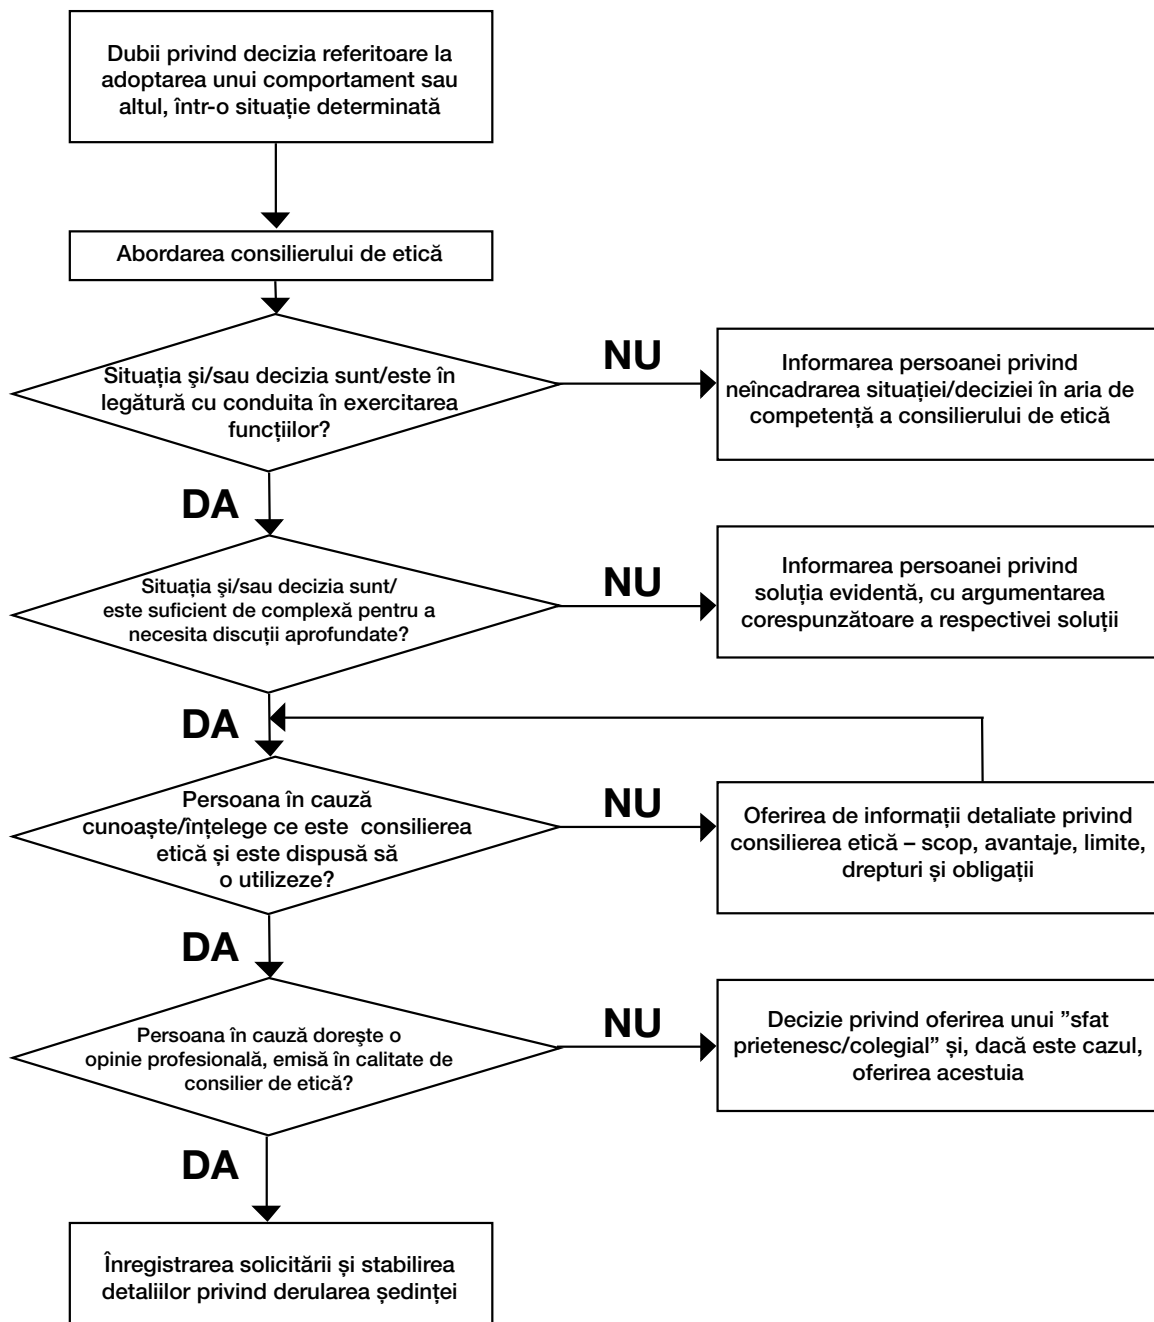 Dubii privind decizia referitoare la
adoptarea unui comportament sau
altul, într-o situație determinată
Abordarea consilierului de etică
Situația şi/sau decizia sunt/este în
legătură cu conduita în exercitarea
funcțiilor?
NU
Informarea persoanei privind
neîncadrarea situației/deciziei în aria de
competență a consilierului de etică
DA
Situația şi/sau decizia sunt/
este suficient de complexă pentru a
necesita discuții aprofundate?
NU
Informarea persoanei privind
soluția evidentă, cu argumentarea
corespunzătoare a respectivei soluții
DA
Persoana în cauză
cunoaște/înțelege ce este consilierea
etică și este dispusă să
o utilizeze?
NU
Oferirea de informații detaliate privind
consilierea etică – scop, avantaje, limite,
drepturi și obligații
DA
Persoana în cauză doreşte o
opinie profesională, emisă în calitate de
consilier de etică?
NU
Decizie privind oferirea unui ”sfat
prietenesc/colegial” și, dacă este cazul,
oferirea acestuia
DA
Înregistrarea solicitării și stabilirea
detaliilor privind derularea ședinței